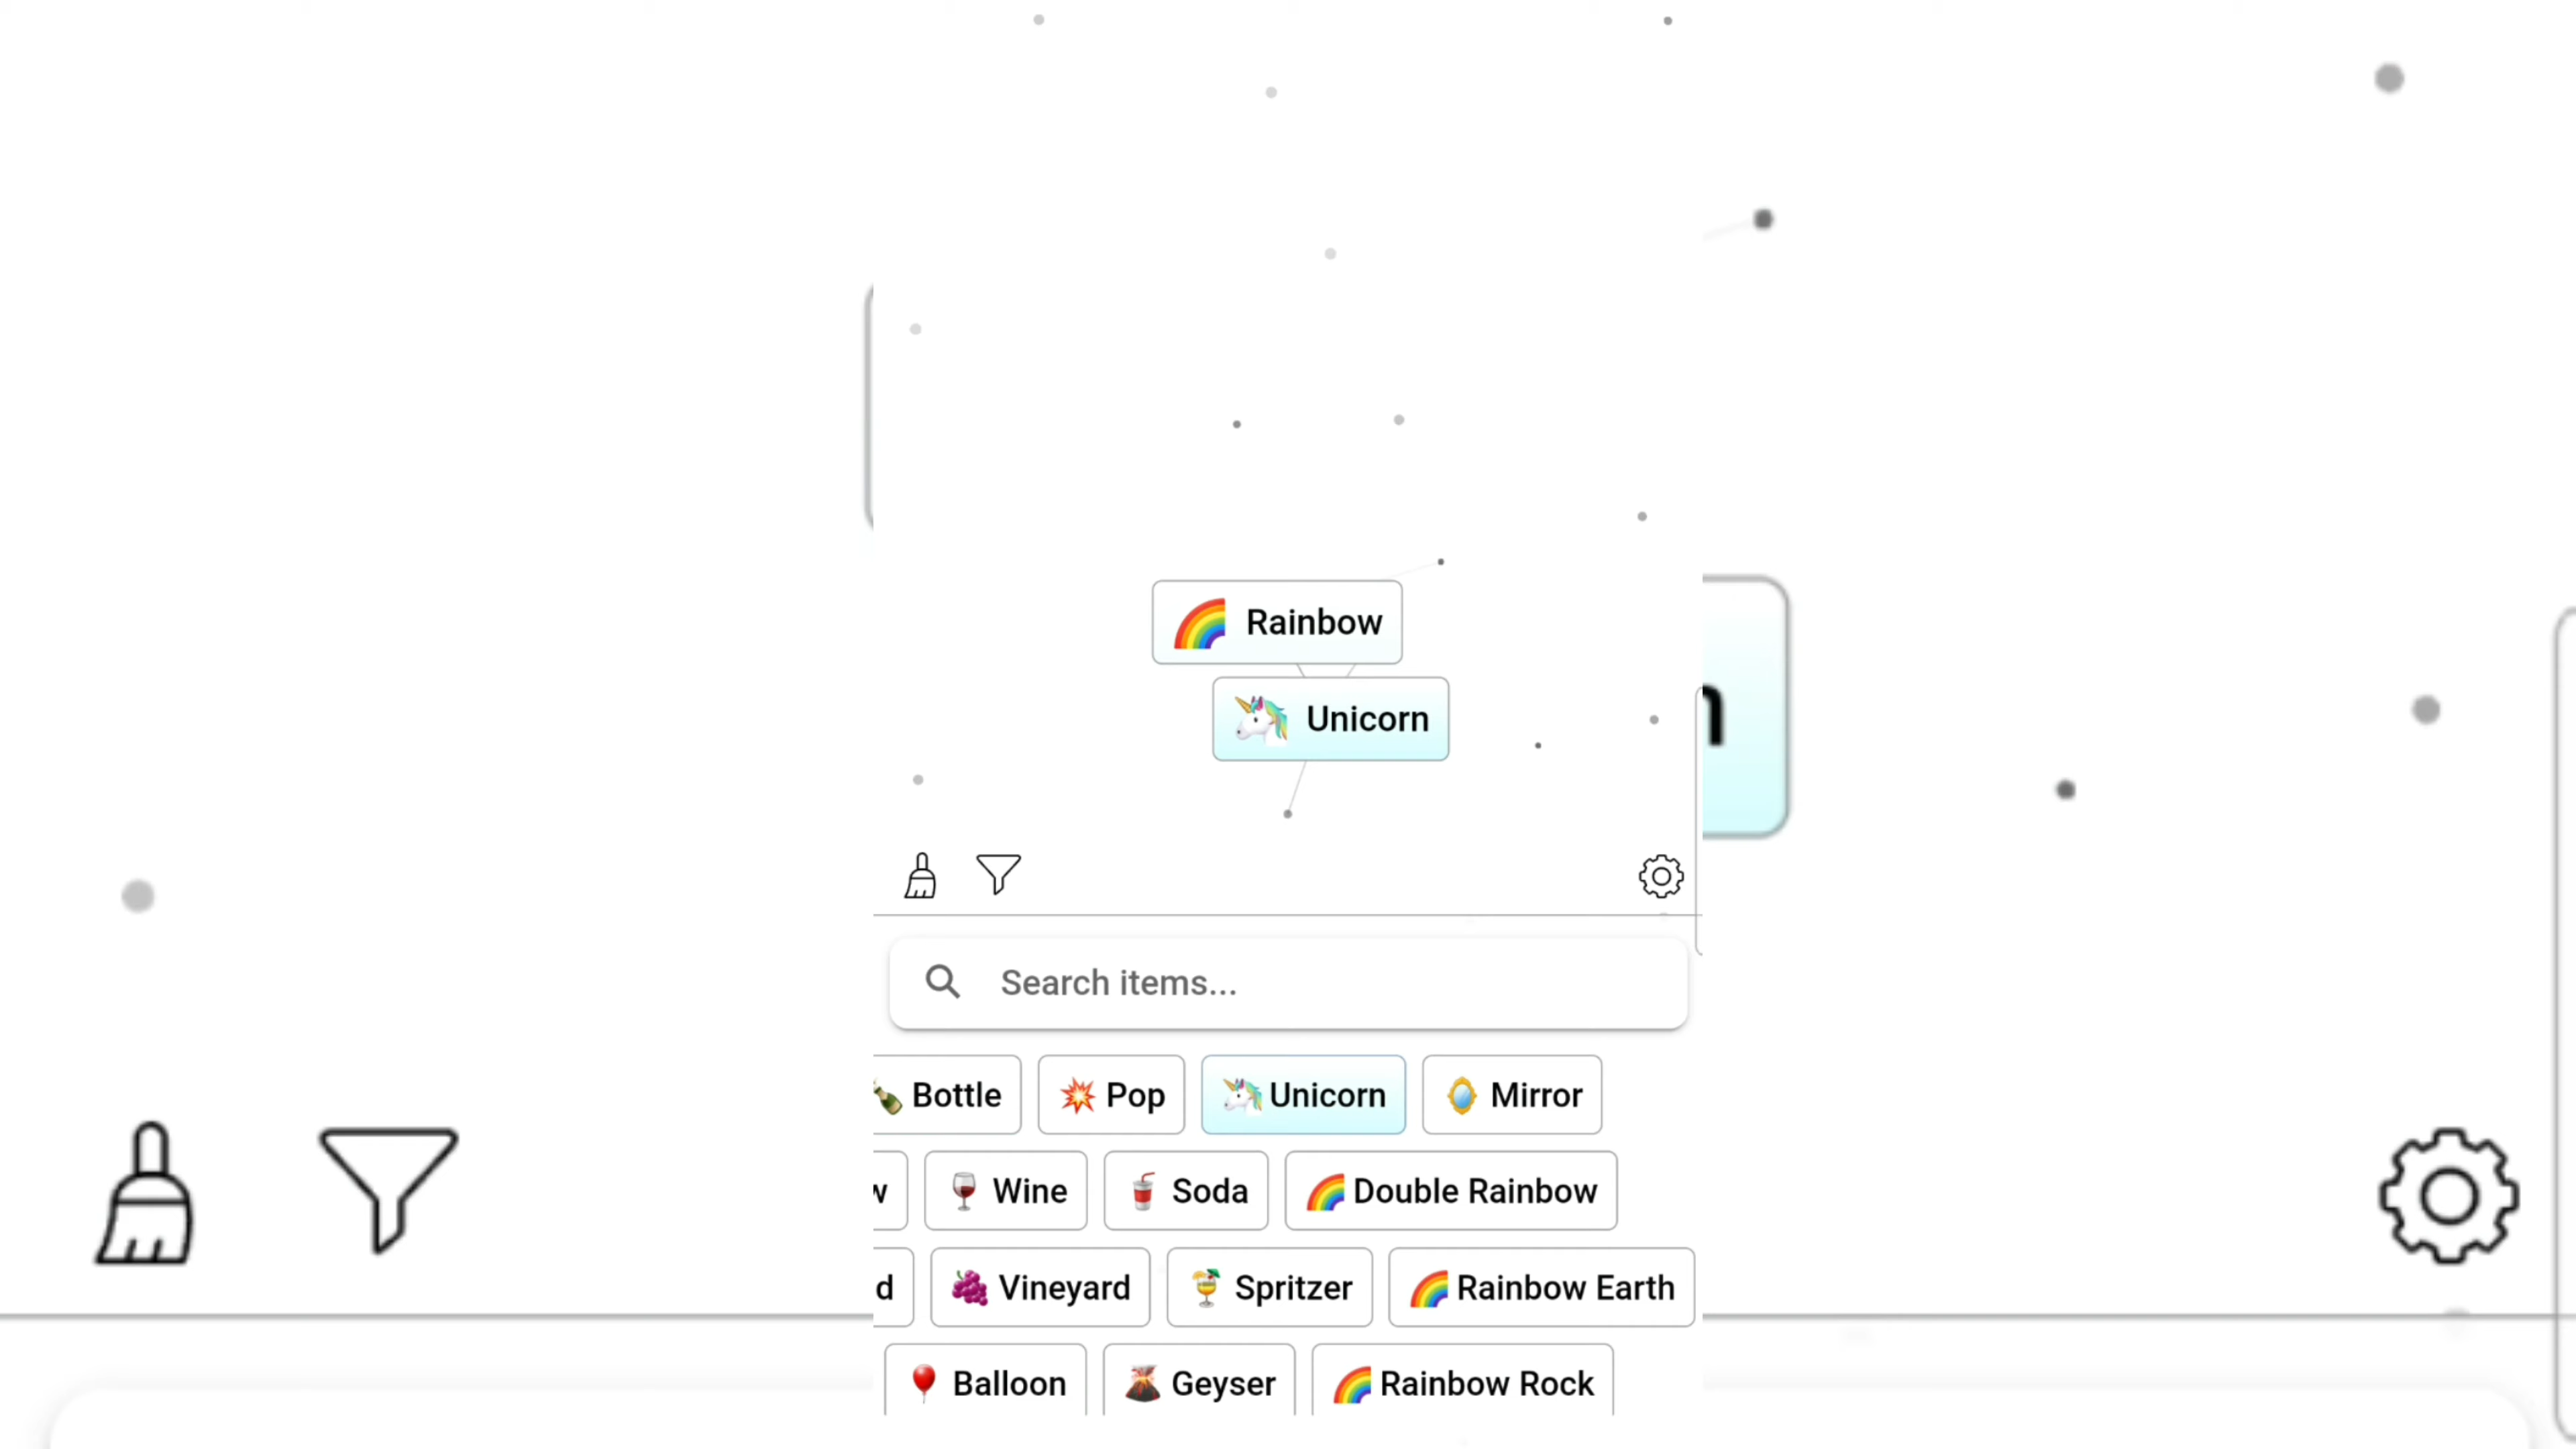 Rainbow
Unicorn
n
Search items...
Bottle Pop Unicorn Mirror
w Wine Soda Double Rainbow
d Vineyard Spritzer Rainbow Earth
Balloon Geyser Rainbow Rock